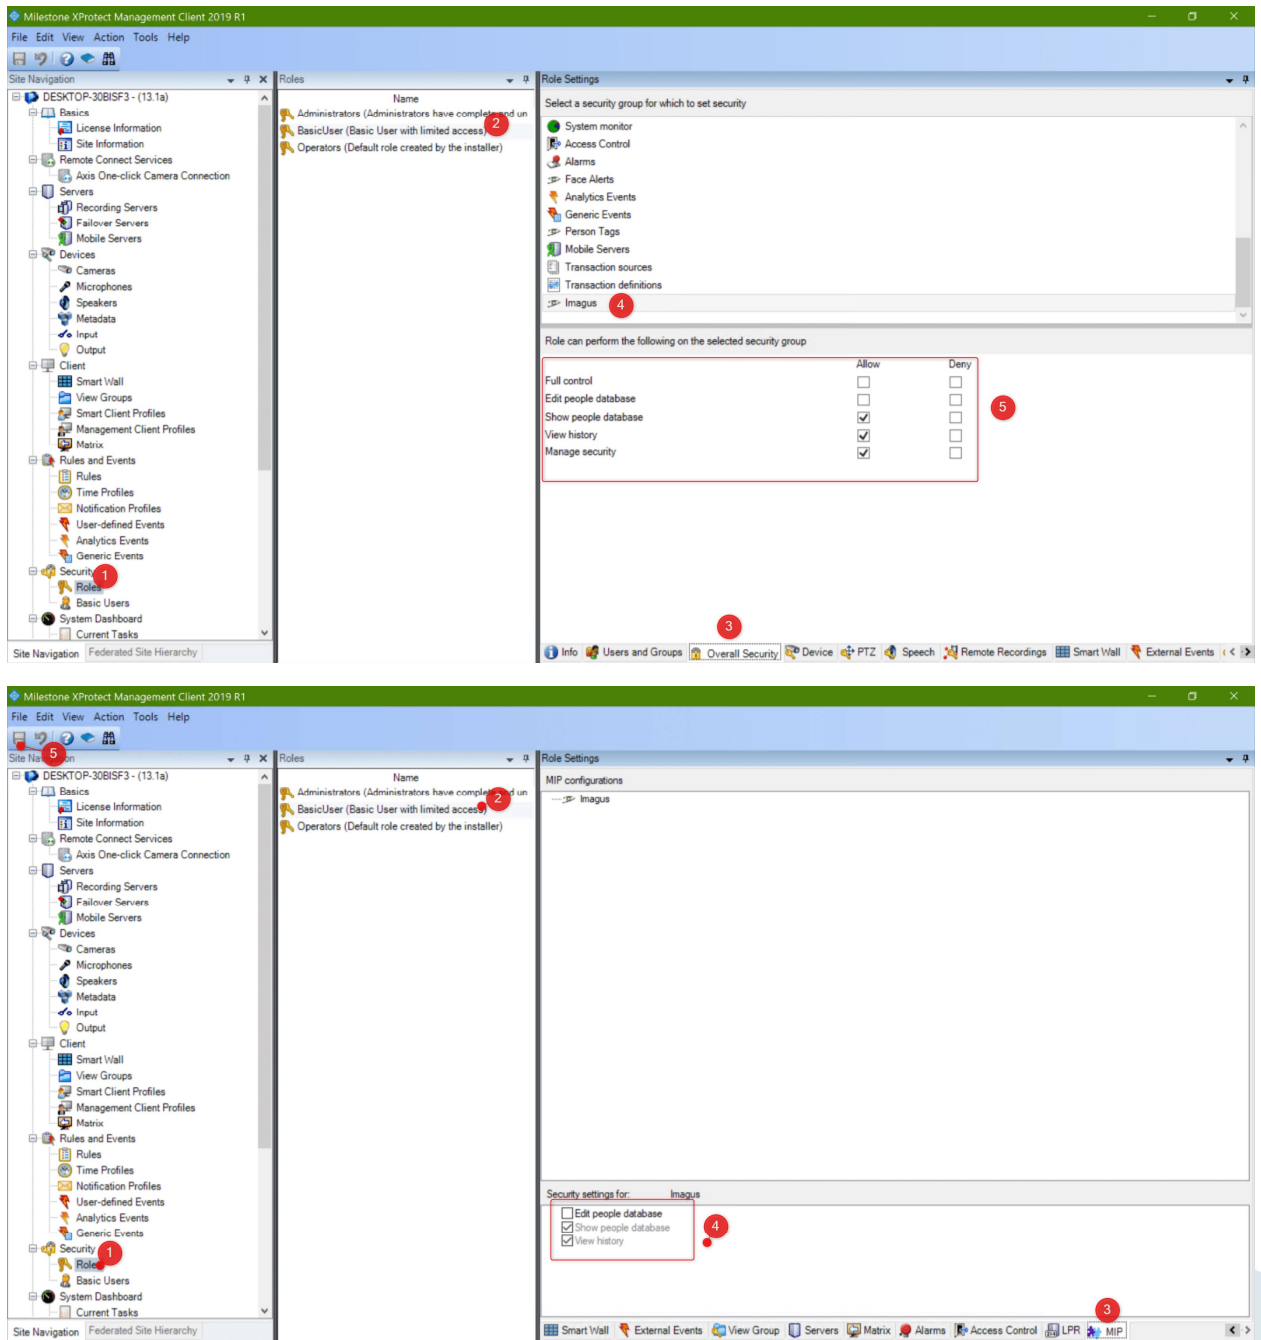 Milestone XProtect Management Client 2019 R1
File Edit View Action Tools Help
Site Navigation
DESKTOP-30BISF3 - (13.1a)
Basics
License Information
Site Information
Remote Connect Services
Axis One-click Camera Connection
Servers
Recording Servers
Failover Servers
Mobile Servers
Devices
Cameras
Microphones
Speakers
Metadata
Input
Output
Client
Smart Wall
View Groups
Smart Client Profiles
Management Client Profiles
Matrix
Rules and Events
Rules
Time Profiles
Notification Profiles
User-defined Events
Analytics Events
Generic Events
Security
1
Roles
Basic Users
System Dashboard
Current Tasks
Site Navigation Federated Site Hierarchy
Roles
Name
Administrators (Administrators have complete and un
2
BasicUser (Basic User with limited access)
Operators (Default role created by the installer)
Role Settings
Select a security group for which to set security
System monitor
Access Control
Alarms
Face Alerts
Analytics Events
Generic Events
Person Tags
Mobile Servers
Transaction sources
Transaction definitions
Imagus 4
Role can perform the following on the selected security group
Allow Deny
Full control
Edit people database
5
Show people database
View history
Manage security
3
Info Users and Groups Overall Security Device PTZ Speech Remote Recordings Smart Wall External Events
Milestone XProtect Management Client 2019 R1
File Edit View Action Tools Help
5
DESKTOP-30BISF3 - (13.1a)
Basics
License Information
Site Information
Remote Connect Services
Axis One-click Camera Connection
Servers
Recording Servers
Failover Servers
Mobile Servers
Devices
Cameras
Microphones
Speakers
Metadata
Input
Output
Client
Smart Wall
View Groups
Smart Client Profiles
Management Client Profiles
Matrix
Rules and Events
Rules
Time Profiles
Notification Profiles
User-defined Events
Analytics Events
Generic Events
Security
1
Roles
Basic Users
System Dashboard
Current Tasks
Site Navigation Federated Site Hierarchy
Roles
Name
Administrators (Administrators have complete and un
2
BasicUser (Basic User with limited access)
Operators (Default role created by the installer)
Role Settings
MIP configurations
Imagus
Security settings for: Imagus
Edit people database
Show people database
4
View history
3
Smart Wall External Events View Group Servers Matrix Alarms Access Control LPR MIP